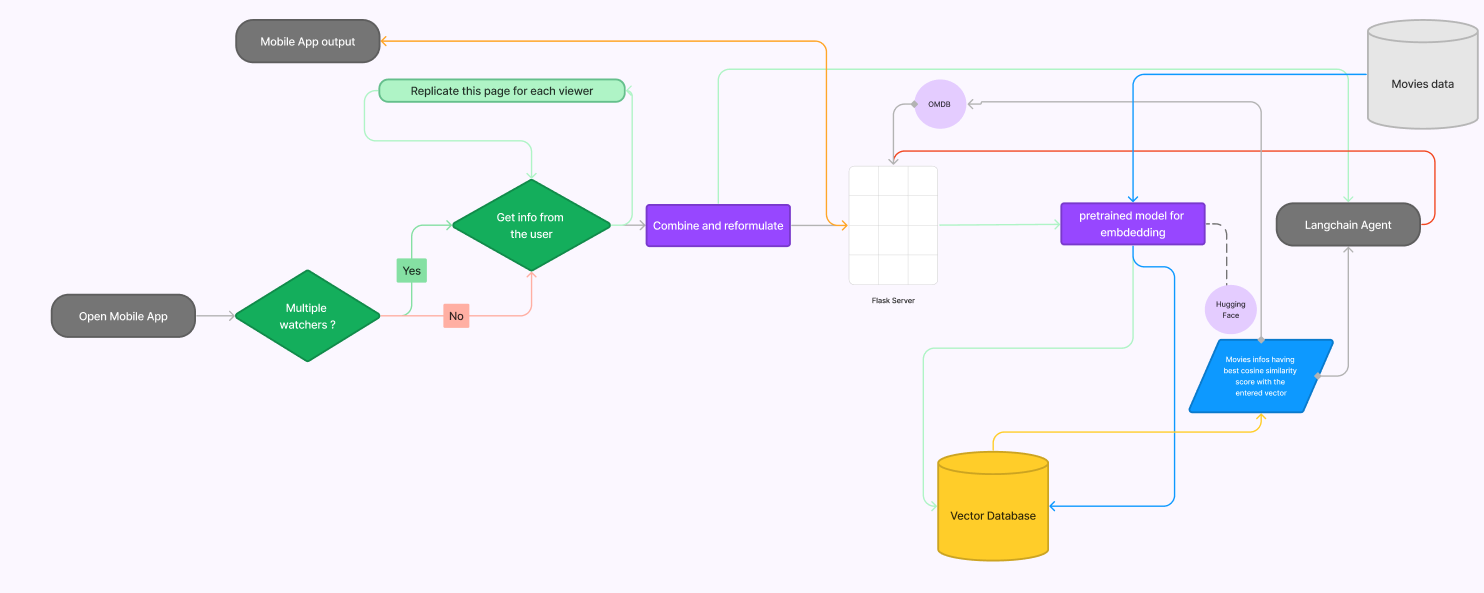 Mobile App output
Movies data
Replicate this page for each viewer
OMDB
Get info from
the user
Combine and reformulate
pretrained model for
embdedding
Langchain Agent
Yes
Multiple
watchers ?
Open Mobile App
No
Flask Server
Hugging
Face
Movies infos having
best cosine similarity
score with the
entered vector
Vector Database